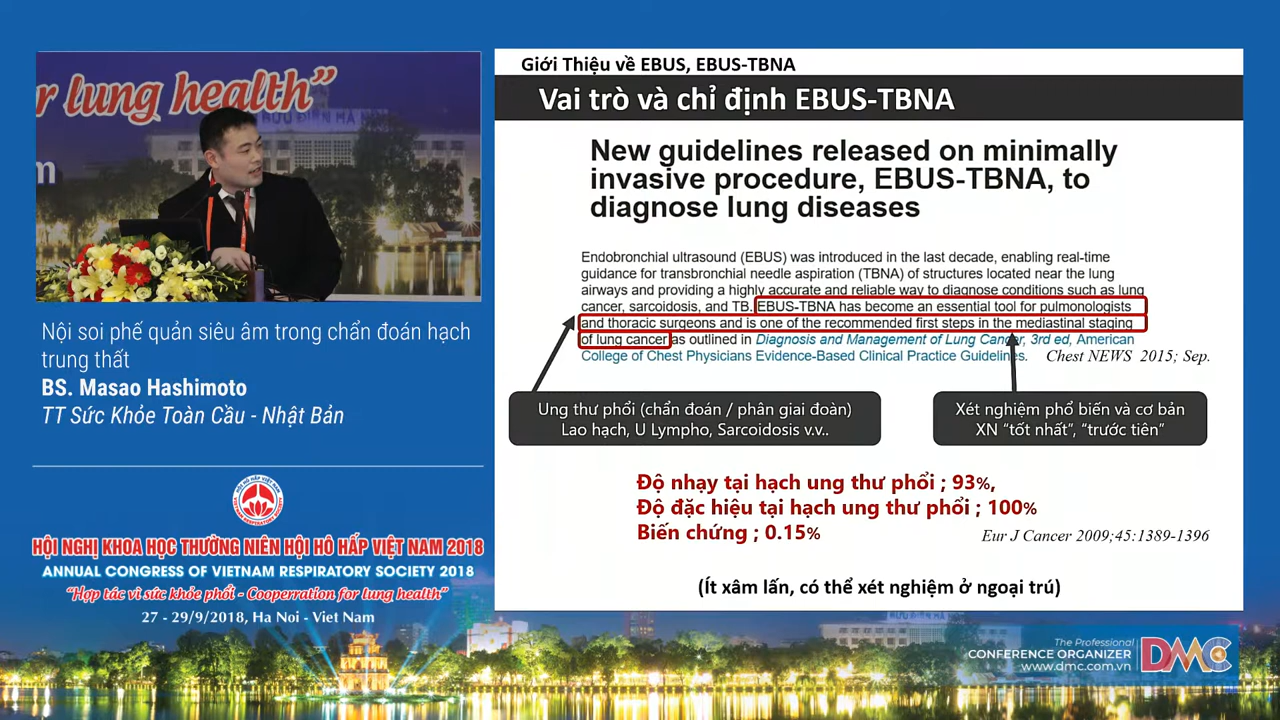 r lung health”
HỮU ĐỊNH HÀ N
m
Nội soi phế quản siêu âm trong chẩn đoán hạch
trung thất
BS. Masao Hashimoto
TT Sức Khỏe Toàn Cầu - Nhật Bản
HỘI HÔ HẤP VIỆT NAM
VIETNAM RESPIRATORY SOCIETY
HỘI NGHỊ KHOA HỌC THƯỜNG NIÊN HỘI HÔ HẤP VIỆT NAM 2018
ANNUAL CONGRESS OF VIETNAM RESPIRATORY SOCIETY 2018
“Hợp tác vì sức khỏe phổi - Cooperration for lung health”
27 - 29/9/2018, Ha Noi - Viet Nam
Giới Thiệu về EBUS, EBUS-TBNA
Vai trò và chỉ định EBUS-TBNA
New guidelines released on minimally
invasive procedure, EBUS-TBNA, to
diagnose lung diseases
Endobronchial ultrasound (EBUS) was introduced in the last decade, enabling real-time
guidance for transbronchial needle aspiration (TBNA) of structures located near the lung
airways and providing a highly accurate and reliable way to diagnose conditions such as lung
cancer, sarcoidosis, and TB. EBUS-TBNA has become an essential tool for pulmonologists
and thoracic surgeons and is one of the recommended first steps in the mediastinal staging
of lung cancer as outlined in Diagnosis and Management of Lung Cancer, 3rd ed, American
College of Chest Physicians Evidence-Based Clinical Practice Guidelines. Chest NEWS 2015; Sep.
Ung thư phổi (chẩn đoán / phân giai đoàn)
Lao hạch, U Lympho, Sarcoidosis v.v..
Xét nghiệm phổ biến và cơ bản
XN “tốt nhất”, “trước tiên”
Độ nhạy tại hạch ung thư phổi ; 93%,
Độ đặc hiệu tại hạch ung thư phổi ; 100%
Biến chứng ; 0.15%
Eur J Cancer 2009;45:1389-1396
(Ít xâm lấn, có thể xét nghiệm ở ngoại trú)
The Professional
CONFERENCE ORGANIZER
www.dmc.com.vn
DMC